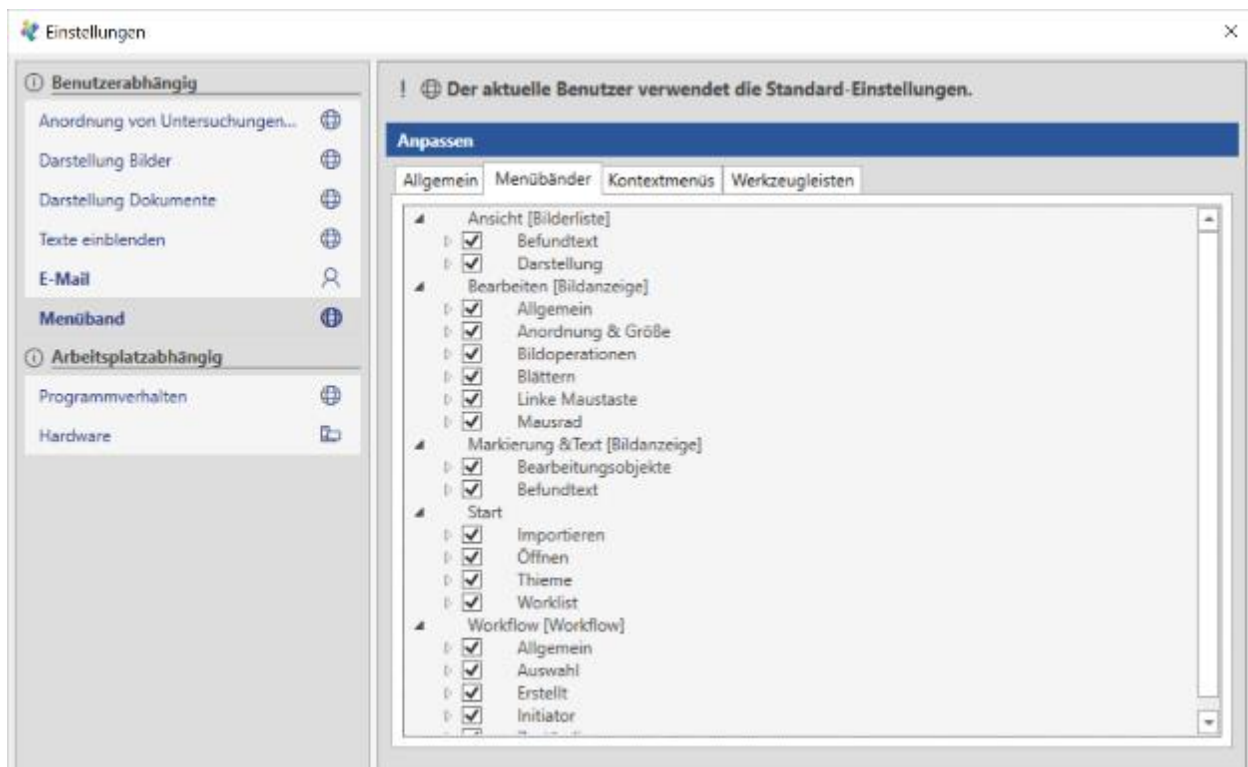 Einstellungen
Benutzerabhängig
Anordnung von Untersuchungen...
Darstellung Bilder
Darstellung Dokumente
Texte einblenden
E-Mail
Menüband
Arbeitsplatzabhängig
Programmverhalten
Hardware
! Der aktuelle Benutzer verwendet die Standard-Einstellungen.
Anpassen
Allgemein Menübänder Kontextmenüs Werkzeugleisten
Ansicht [Bilderliste]
Befundtext
Darstellung
Bearbeiten [Bildanzeige]
Allgemein
Anordnung & Größe
Bildoperationen
Blättern
Linke Maustaste
Mausrad
Markierung &Text [Bildanzeige]
Bearbeitungsobjekte
Befundtext
Start
Importieren
Öffnen
Thieme
Worklist
Workflow [Workflow]
Allgemein
Auswahl
Erstellt
Initiator